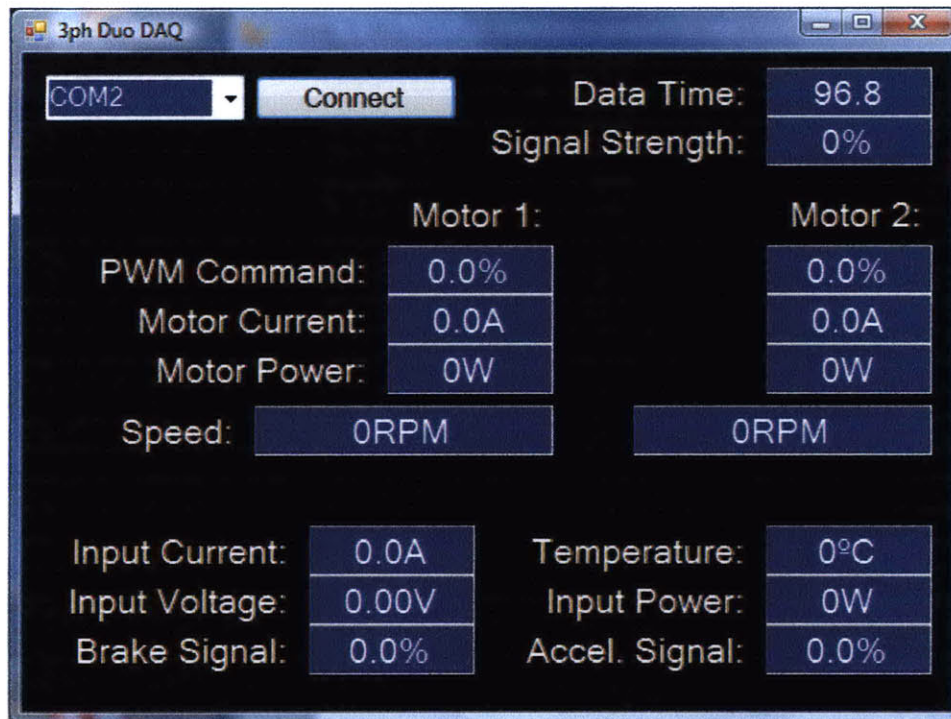 3ph Duo DAQ
COM2 Connect Data Time: 96.8
Signal Strength: 0%
Motor 1: Motor 2:
PWM Command: 0.0% 0.0%
Motor Current: 0.0A 0.0A
Motor Power: 0W 0W
Speed: 0RPM 0RPM
Input Current: 0.0A Temperature: 0ºC
Input Voltage: 0.00V Input Power: 0W
Brake Signal: 0.0% Accel. Signal: 0.0%